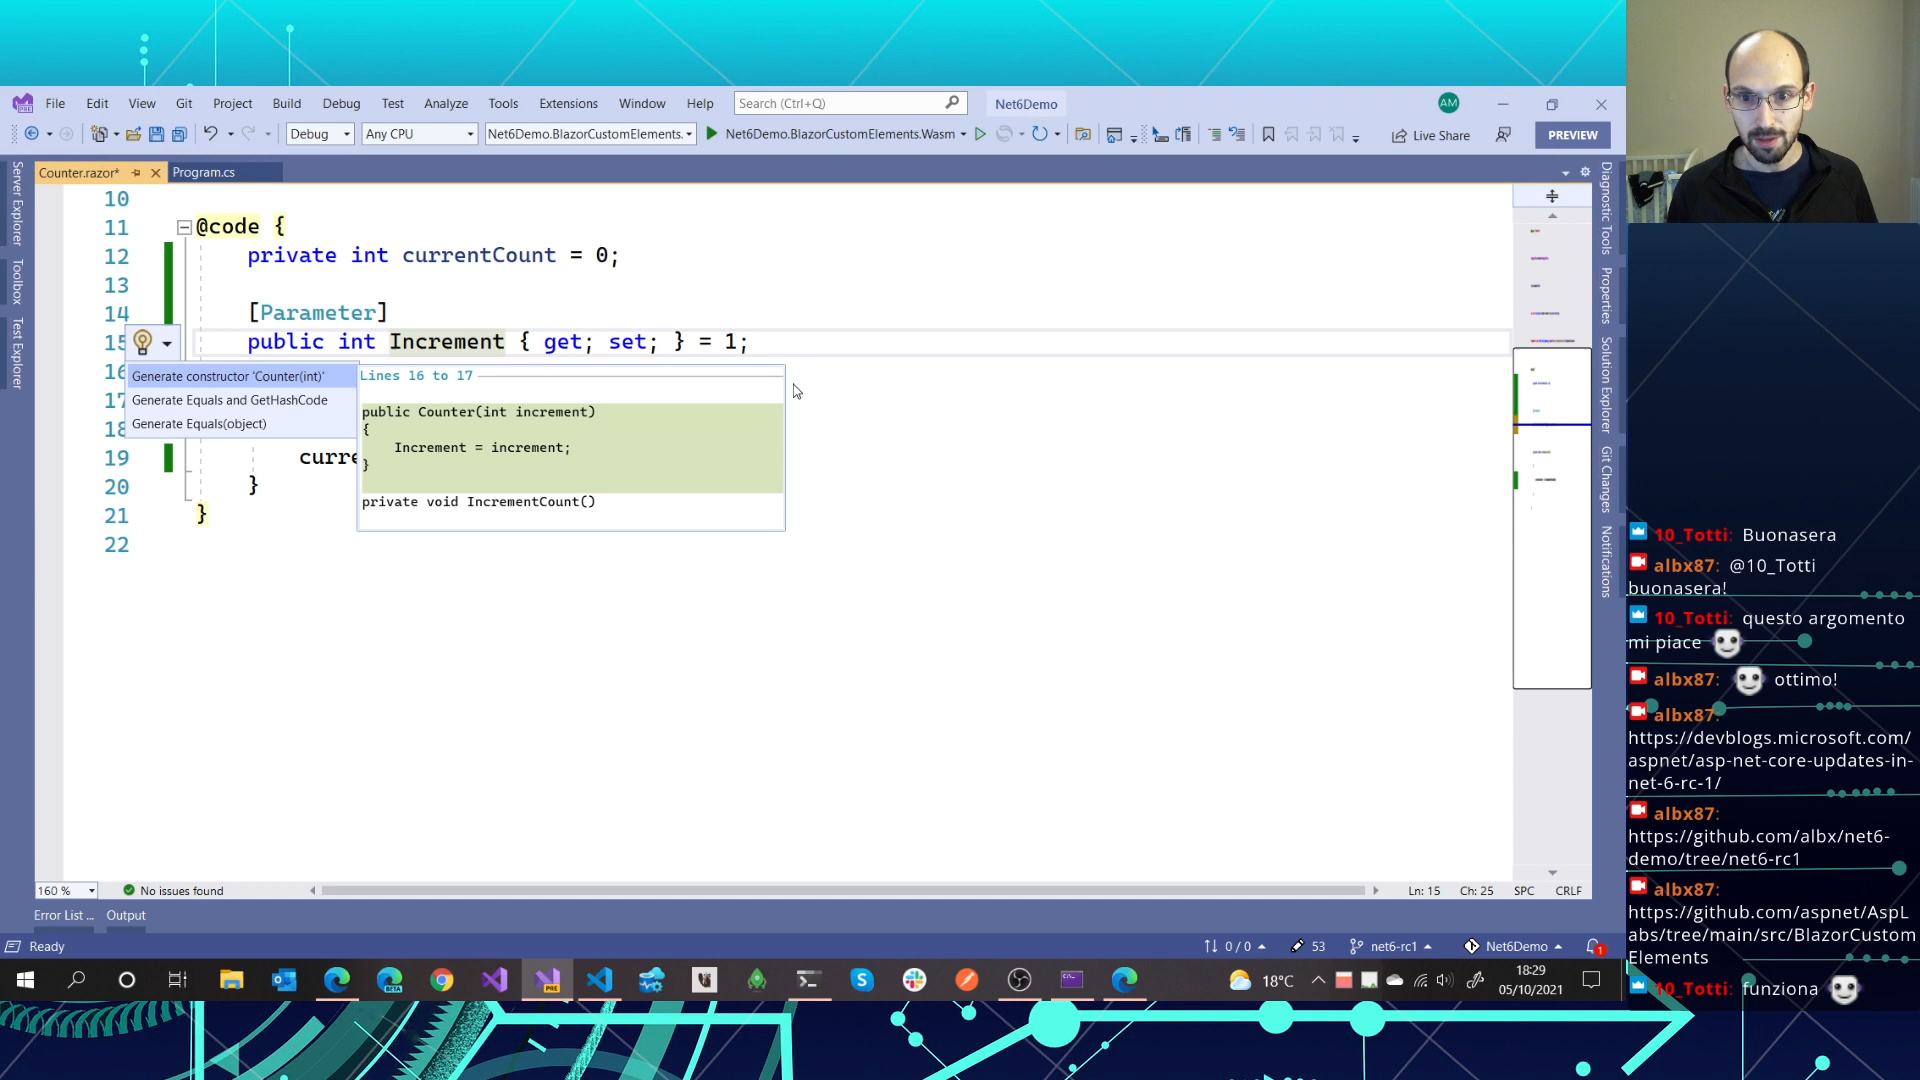 File Edit View Git Project Build Debug Test Analyze Tools Extensions Window Help Search (Ctrl+Q) Net6Demo AM
Debug Any CPU Net6Demo.BlazorCustomElements. Net6Demo.BlazorCustomElements.Wasm Live Share PREVIEW
PRE
Server Explorer
Toolbox
Test Explorer
Counter.razor* Program.cs
10
11 @code {
12 private int currentCount = 0;
13
14 [Parameter]
15 public int Increment { get; set; } = 1;
16
17
18
19 curre
20 }
21 }
22
Generate constructor 'Counter(int)'
Generate Equals and GetHashCode
Generate Equals(object)
Lines 16 to 17
public Counter(int increment)
{
Increment = increment;
}
private void IncrementCount()
Diagnostic Tools
Properties
Solution Explorer
Git Changes
Notifications
160 % No issues found Ln: 15 Ch: 25 SPC CRLF
Error List ... Output
Ready 0 / 0 53 net6-rc1 Net6Demo 1
BETA PRE 18°C 18:29
05/10/2021
10_Totti: Buonasera
albx87: @10_Totti
buonasera!
10_Totti: questo argomento
mi piace
albx87: ottimo!
albx87:
https://devblogs.microsoft.com/
aspnet/asp-net-core-updates-in-
net-6-rc-1/
albx87:
https://github.com/albx/net6-
demo/tree/net6-rc1
albx87:
https://github.com/aspnet/AspL
abs/tree/main/src/BlazorCustom
Elements
10_Totti: funziona